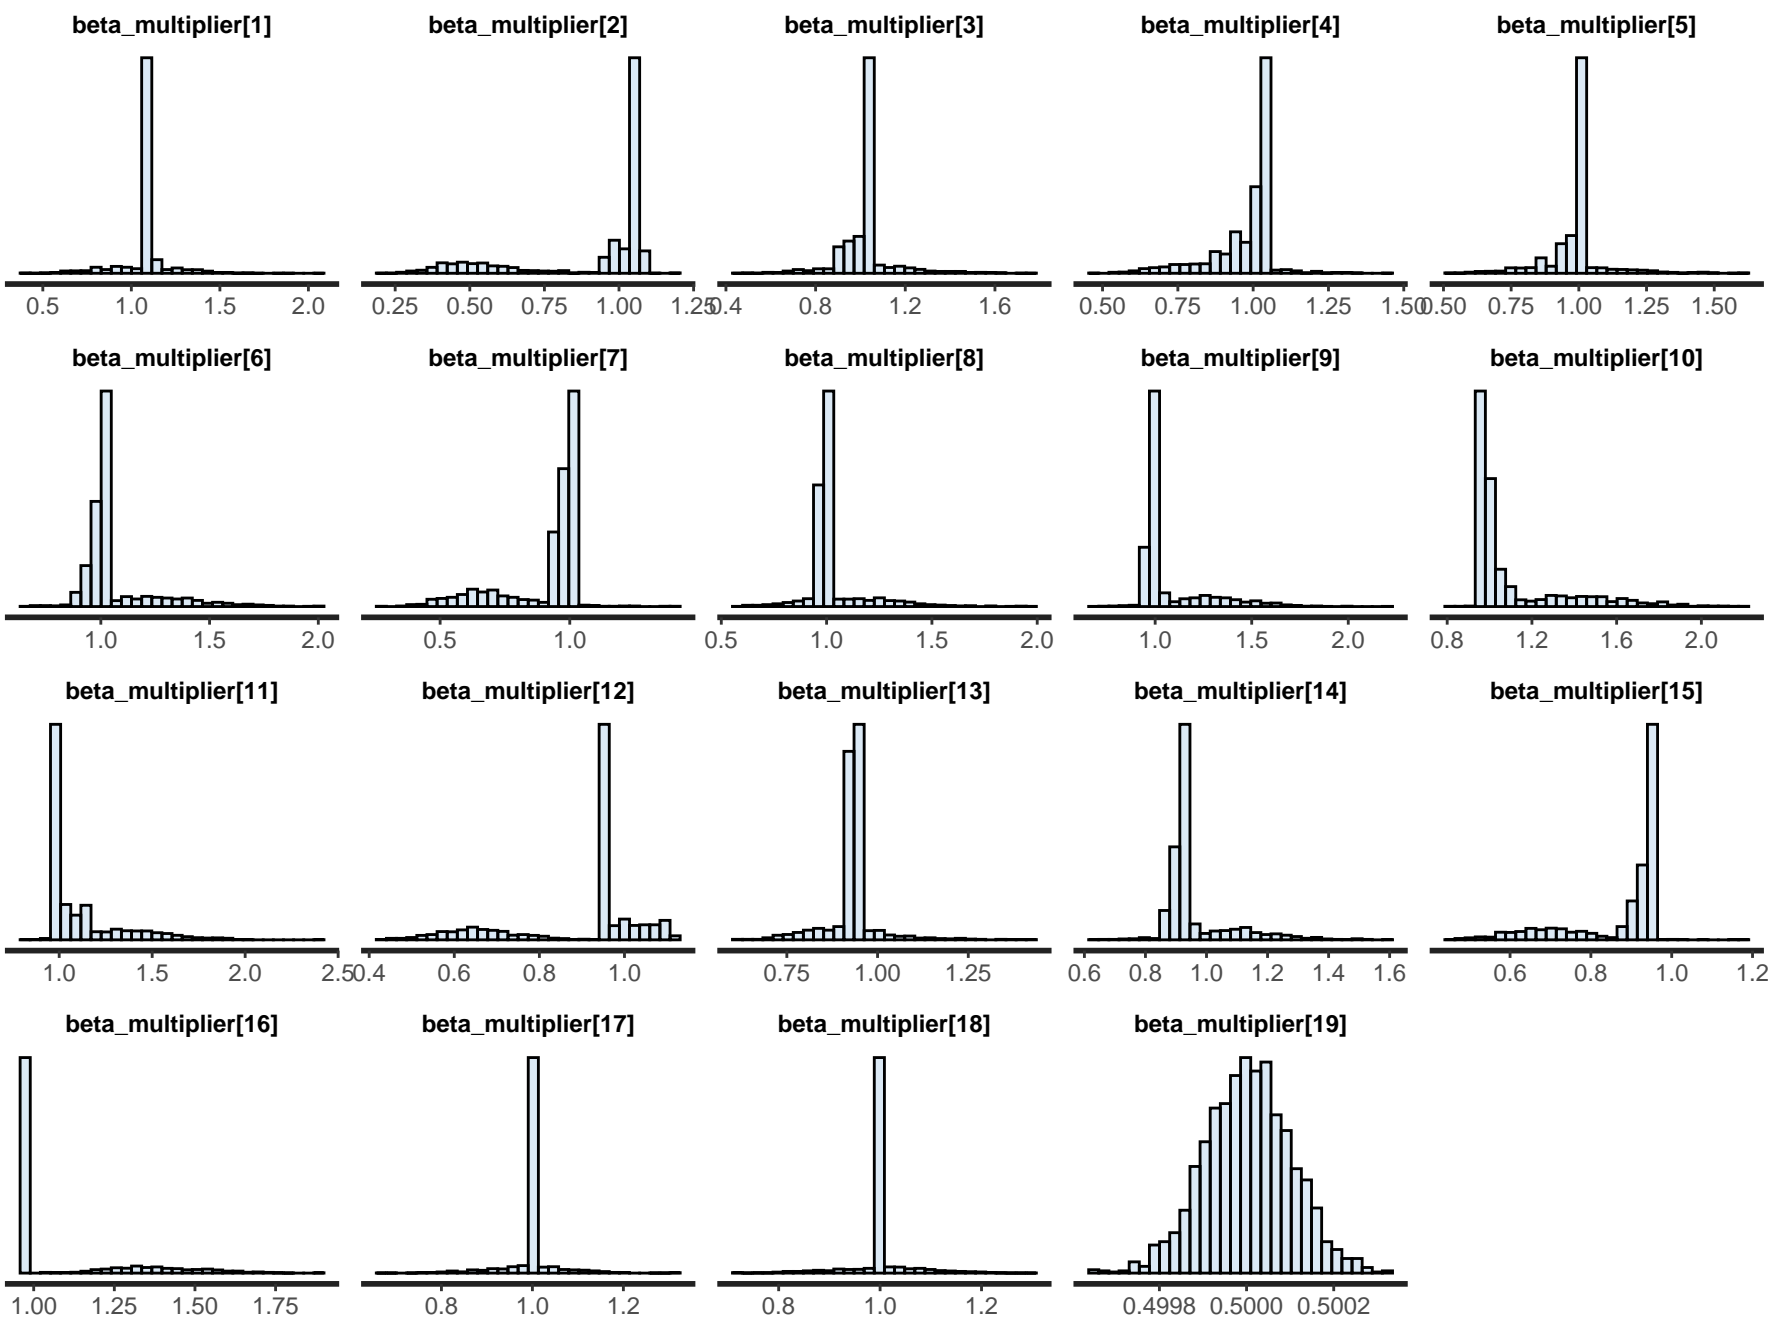 beta_multiplier[1] beta_multiplier[2] beta_multiplier[3] beta_multiplier[4] beta_multiplier[5]
0.5 1.0 1.5 2.0 0.25 0.50 0.75 1.00 1.25 0.4 0.8 1.2 1.6 0.50 0.75 1.00 1.25 1.50 0.50 0.75 1.00 1.25 1.50
beta_multiplier[6] beta_multiplier[7] beta_multiplier[8] beta_multiplier[9] beta_multiplier[10]
1.0 1.5 2.0 0.5 1.0 0.5 1.0 1.5 2.0 1.0 1.5 2.0 0.8 1.2 1.6 2.0
beta_multiplier[11] beta_multiplier[12] beta_multiplier[13] beta_multiplier[14] beta_multiplier[15]
1.0 1.5 2.0 2.5 0.4 0.6 0.8 1.0 0.75 1.00 1.25 0.6 0.8 1.0 1.2 1.4 1.6 0.6 0.8 1.0 1.2
beta_multiplier[16] beta_multiplier[17] beta_multiplier[18] beta_multiplier[19]
1.00 1.25 1.50 1.75 0.8 1.0 1.2 0.8 1.0 1.2 0.4998 0.5000 0.5002